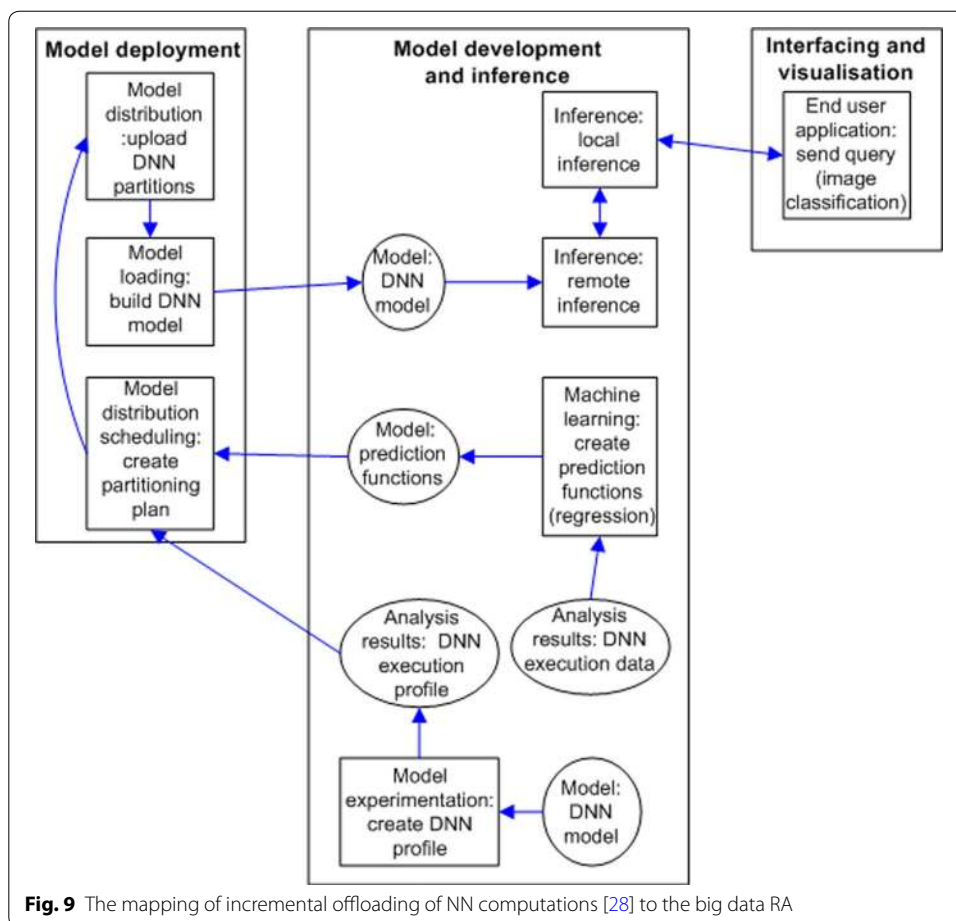 Model deployment
Model
distribution
:upload
DNN
partitions
Model
loading:
build DNN
model
Model
distribution
scheduling:
create
partitioning
plan
Model development
and inference
Inference:
local
inference
Model:
DNN
model
Inference:
remote
inference
Model:
prediction
functions
Machine
learning:
create
prediction
functions
(regression)
Analysis
results:  DNN
execution
profile
Analysis
results: DNN
execution data
Model
experimentation:
create DNN
profile
Model:
DNN
model
Interfacing and
visualisation
End user
application:
send query
(image
classification)
Fig. 9 The mapping of incremental offloading of NN computations [28] to the big data RA